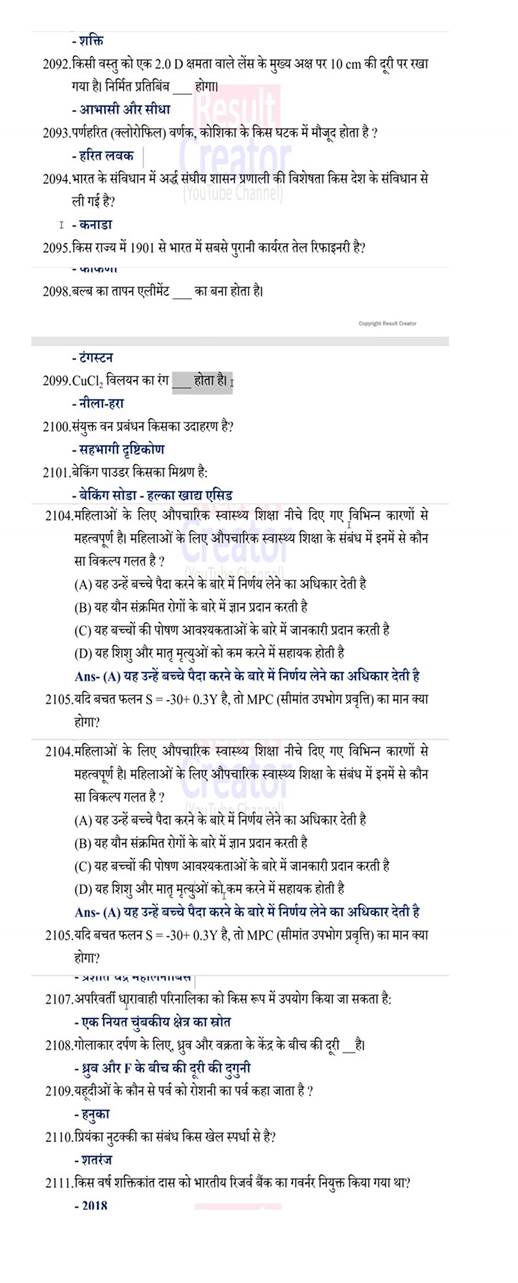 - शक्ति
2092.किसी वस्तु को एक 2.0 D क्षमता वाले लेंस के मुख्य अक्ष पर 10 cm की दूरी पर रखा
गया है। निर्मित प्रतिबिंब ___ होगा।
- आभासी और सीधा
2093.पर्णहरित (क्लोरोफिल) वर्णक, कोशिका के किस घटक में मौजूद होता है ?
- हरित लवक
2094.भारत के संविधान में अर्द्ध संघीय शासन प्रणाली की विशेषता किस देश के संविधान से
ली गई है?
- कनाडा
2095.किस राज्य में 1901 से भारत में सबसे पुरानी कार्यरत तेल रिफाइनरी है?
2098.बल्ब का तापन एलीमेंट ___ का बना होता है।
Copyright Result Creator
- टंगस्टन
2099.CuCl₂ विलयन का रंग ___ होता है।
- नीला-हरा
2100.संयुक्त वन प्रबंधन किसका उदाहरण है?
- सहभागी दृष्टिकोण
2101.बेकिंग पाउडर किसका मिश्रण है:
- बेकिंग सोडा - हल्का खाद्य एसिड
2104.महिलाओं के लिए औपचारिक स्वास्थ्य शिक्षा नीचे दिए गए विभिन्न कारणों से
महत्वपूर्ण है। महिलाओं के लिए औपचारिक स्वास्थ्य शिक्षा के संबंध में इनमें से कौन
सा विकल्प गलत है ?
(A) यह उन्हें बच्चे पैदा करने के बारे में निर्णय लेने का अधिकार देती है
(B) यह यौन संक्रमित रोगों के बारे में ज्ञान प्रदान करती है
(C) यह बच्चों की पोषण आवश्यकताओं के बारे में जानकारी प्रदान करती है
(D) यह शिशु और मातृ मृत्युओं को कम करने में सहायक होती है
Ans- (A) यह उन्हें बच्चे पैदा करने के बारे में निर्णय लेने का अधिकार देती है
2105.यदि बचत फलन S = -30+ 0.3Y है, तो MPC (सीमांत उपभोग प्रवृत्ति) का मान क्या
होगा?
2104.महिलाओं के लिए औपचारिक स्वास्थ्य शिक्षा नीचे दिए गए विभिन्न कारणों से
महत्वपूर्ण है। महिलाओं के लिए औपचारिक स्वास्थ्य शिक्षा के संबंध में इनमें से कौन
सा विकल्प गलत है ?
(A) यह उन्हें बच्चे पैदा करने के बारे में निर्णय लेने का अधिकार देती है
(B) यह यौन संक्रमित रोगों के बारे में ज्ञान प्रदान करती है
(C) यह बच्चों की पोषण आवश्यकताओं के बारे में जानकारी प्रदान करती है
(D) यह शिशु और मातृ मृत्युओं को कम करने में सहायक होती है
Ans- (A) यह उन्हें बच्चे पैदा करने के बारे में निर्णय लेने का अधिकार देती है
2105.यदि बचत फलन S = -30+ 0.3Y है, तो MPC (सीमांत उपभोग प्रवृत्ति) का मान क्या
होगा?
2107.अपरिवर्ती धारावाही परिनालिका को किस रूप में उपयोग किया जा सकता है:
- एक नियत चुंबकीय क्षेत्र का स्रोत
2108.गोलाकार दर्पण के लिए, ध्रुव और वक्रता के केंद्र के बीच की दूरी __है।
- ध्रुव और F के बीच की दूरी की दुगुनी
2109.यहूदीओं के कौन से पर्व को रोशनी का पर्व कहा जाता है ?
- हनुका
2110.प्रियंका नुटक्की का संबंध किस खेल स्पर्धा से है?
- शतरंज
2111.किस वर्ष शक्तिकांत दास को भारतीय रिजर्व बैंक का गवर्नर नियुक्त किया गया था?
- 2018